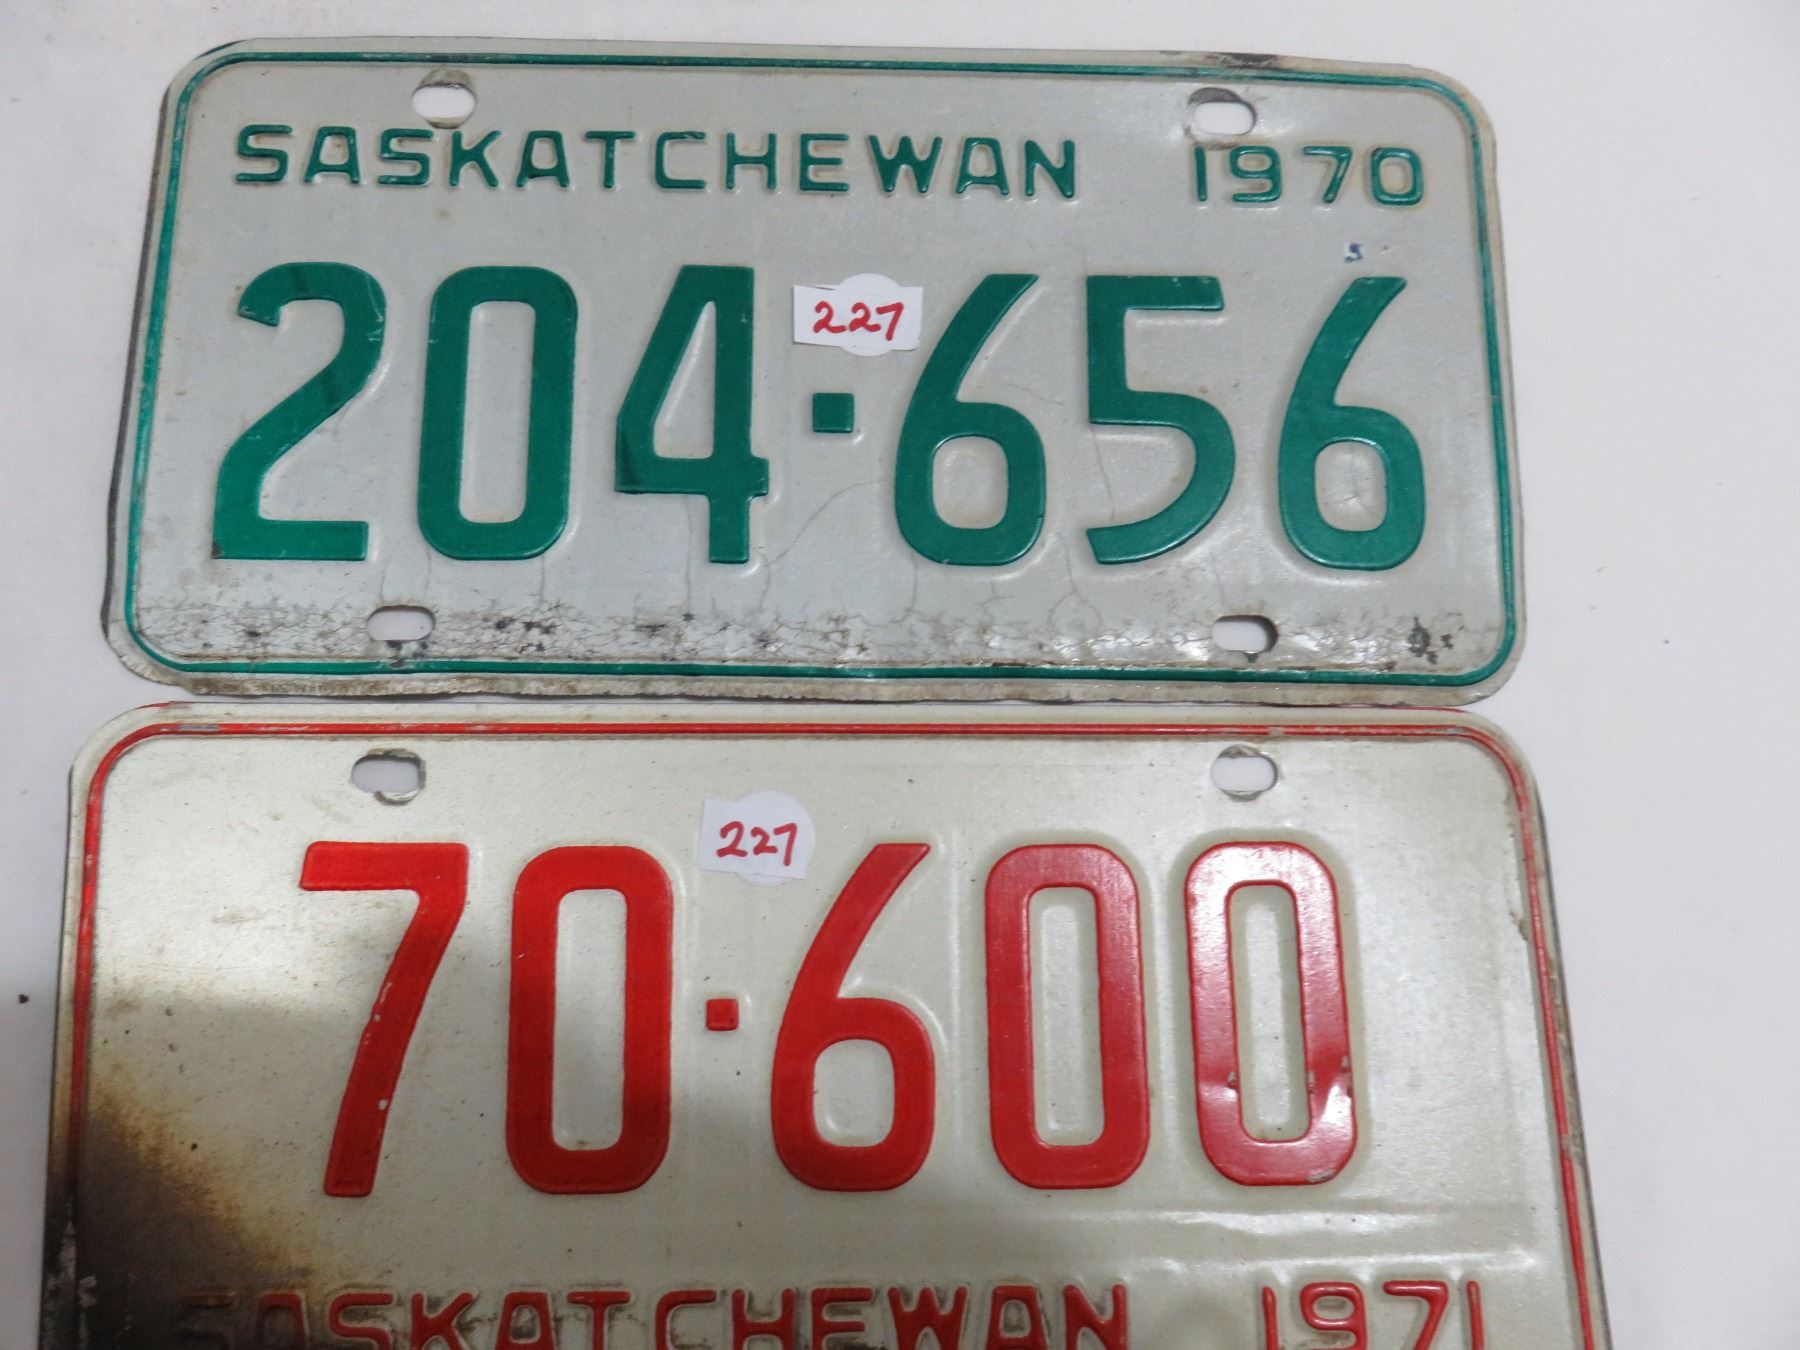 SASKATCHEWAN 1970
227
204·656
227
70·600
SASKATCHEWAN 1971